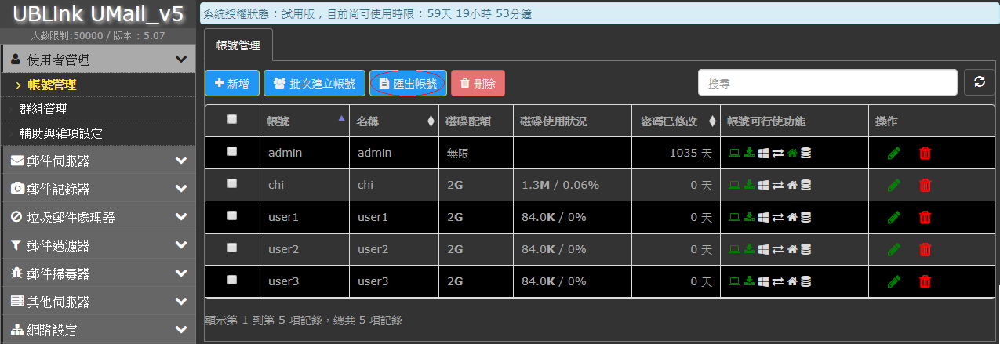 UBLink UMail_v5
人數限制:50000 / 版本 : 5.07
使用者管理
帳號管理
群組管理
輔助與雜項設定
郵件伺服器
郵件記錄器
垃圾郵件處理器
郵件過濾器
郵件掃毒器
其他伺服器
網路設定
系統授權狀態：試用版 , 目前尚可使用時限：59天 19小時 53分鐘
帳號管理
新增 批次建立帳號 匯出帳號 刪除 搜尋
帳號 名稱 磁碟配額 磁碟使用狀況 密碼已修改 帳號可行使功能 操作
admin admin 無限 1035 天
chi chi 2G 1.3M / 0.06% 0 天
user1 user1 2G 84.0K / 0% 0 天
user2 user2 2G 84.0K / 0% 0 天
user3 user3 2G 84.0K / 0% 0 天
顯示第 1 到第 5 項記錄，總共 5 項記錄